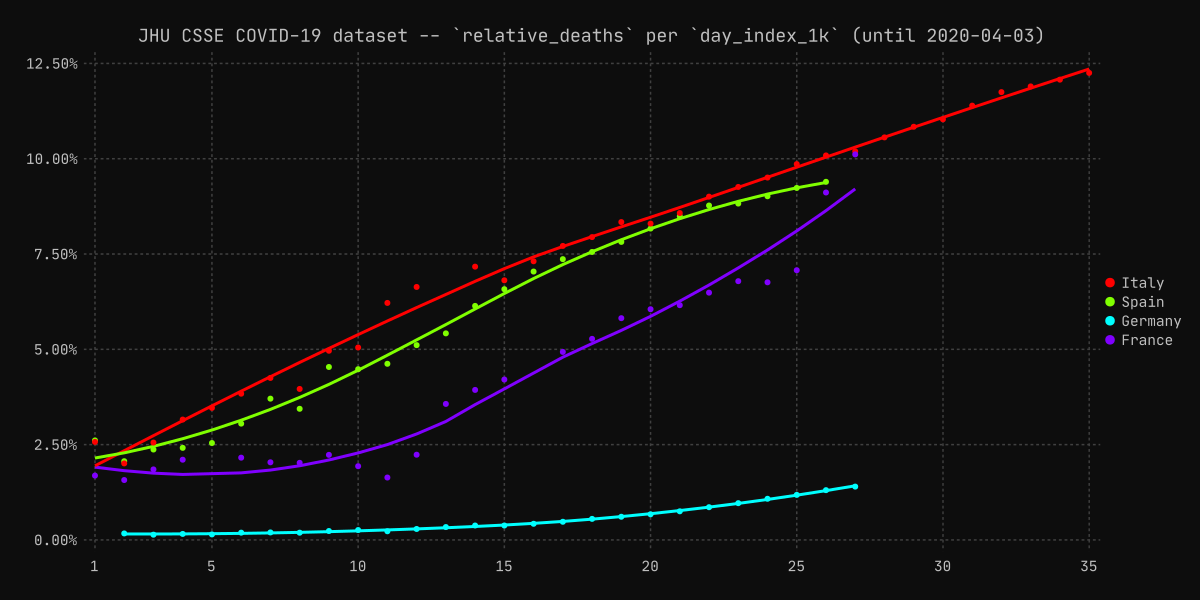 JHU CSSE COVID-19 dataset -- `relative_deaths` per `day_index_1k` (until 2020-04-03)
12.50%
10.00%
7.50%
5.00%
2.50%
0.00%
1 5 10 15 20 25 30 35
Italy
Spain
Germany
France